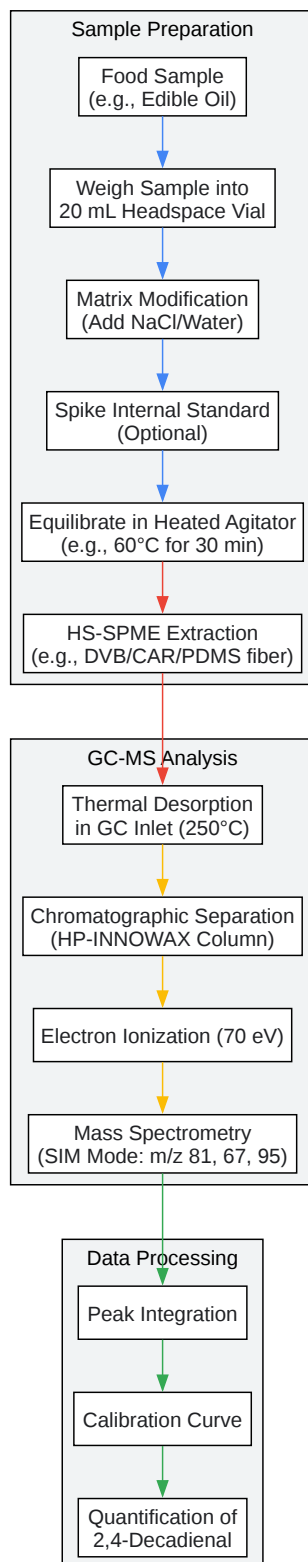 Sample Preparation
Food Sample
(e.g., Edible Oil)
Weigh Sample into
20 mL Headspace Vial
Matrix Modification
(Add NaCl/Water)
Spike Internal Standard
(Optional)
Equilibrate in Heated Agitator
(e.g., 60°C for 30 min)
HS-SPME Extraction
(e.g., DVB/CAR/PDMS fiber)
GC-MS Analysis
Thermal Desorption
in GC Inlet (250°C)
Chromatographic Separation
(HP-INNOWAX Column)
Electron Ionization (70 eV)
Mass Spectrometry
(SIM Mode: m/z 81, 67, 95)
Data Processing
Peak Integration
Calibration Curve
Quantification of
2,4-Decadienal